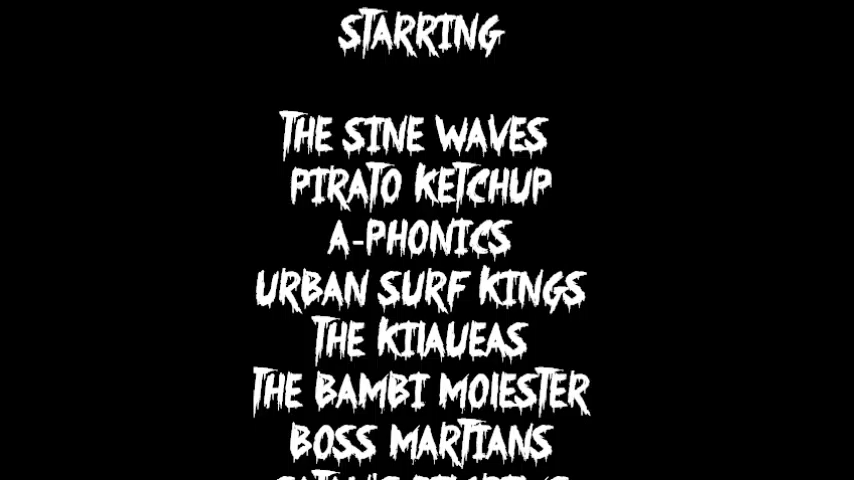 STARRING
THE SINE WAVES
PIRATO KETCHUP
A-PHONICS
URBAN SURF KINGS
THE KIlAUEAS
THE BAMBI MOlESTER
BOSS MARTIANS